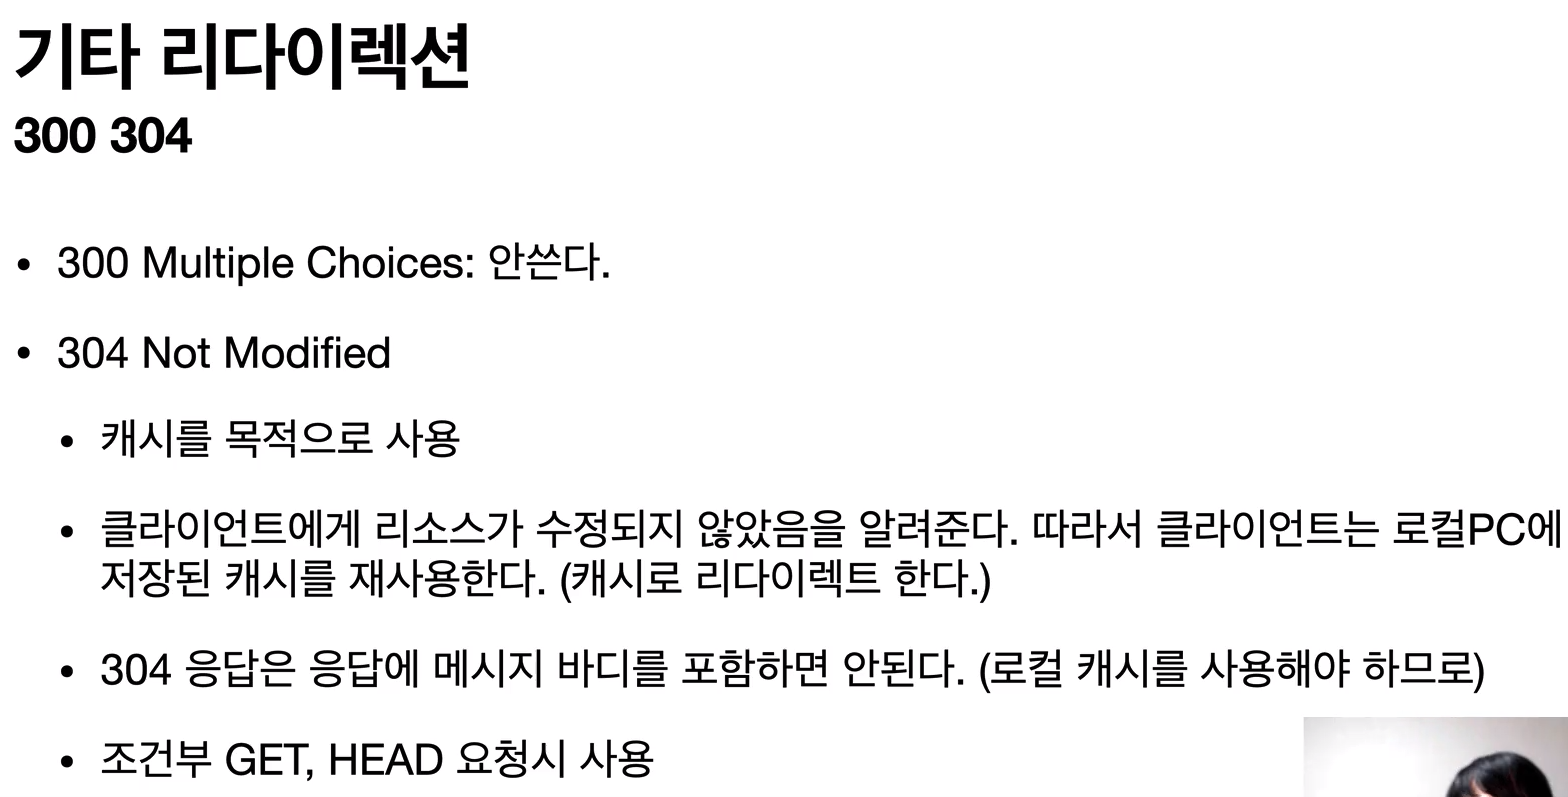 기타 리다이렉션
300 304
• 300 Multiple Choices: 안쓴다.
• 304 Not Modified
• 캐시를 목적으로 사용
• 클라이언트에게 리소스가 수정되지 않았음을 알려준다. 따라서 클라이언트는 로컬PC에
저장된 캐시를 재사용한다. (캐시로 리다이렉트 한다.)
• 304 응답은 응답에 메시지 바디를 포함하면 안된다. (로컬 캐시를 사용해야 하므로)
• 조건부 GET, HEAD 요청시 사용